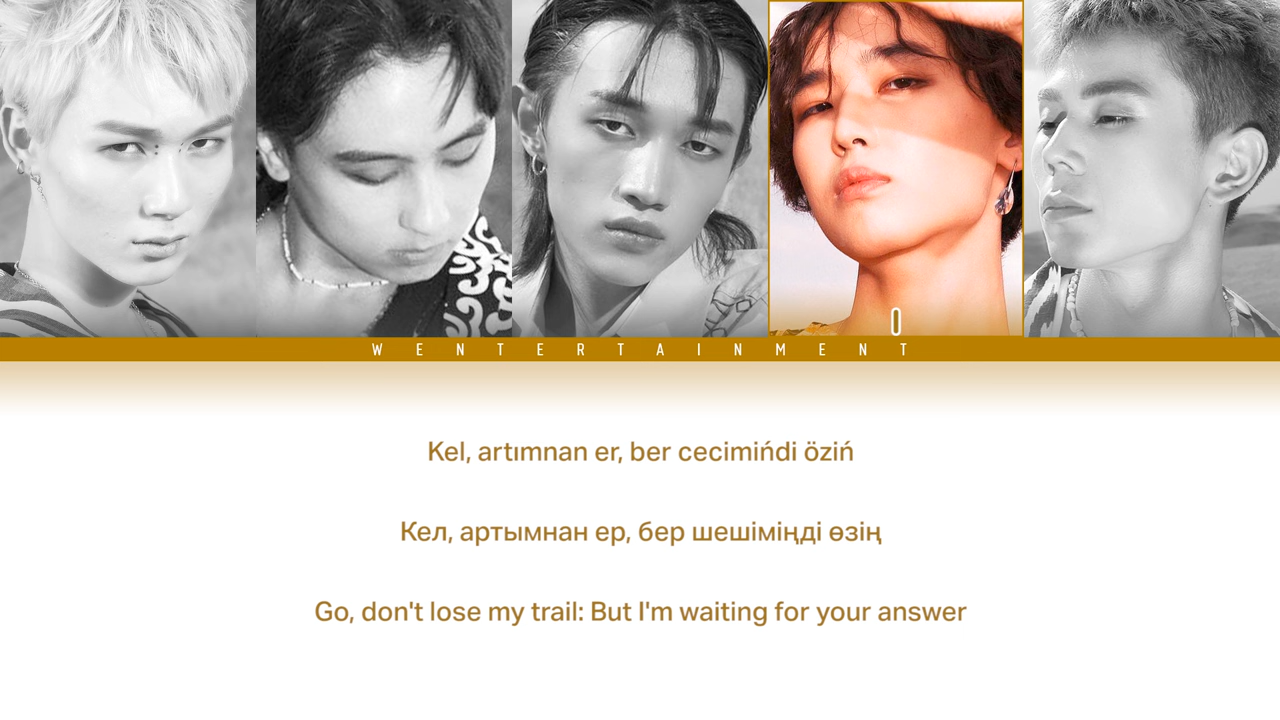 O
WENTERTAINMENT
Kel, artımnan er, ber cecimińdi öziń
Кел, артымнан ер, бер шешіміңді өзің
Go, don't lose my trail: But I'm waiting for your answer